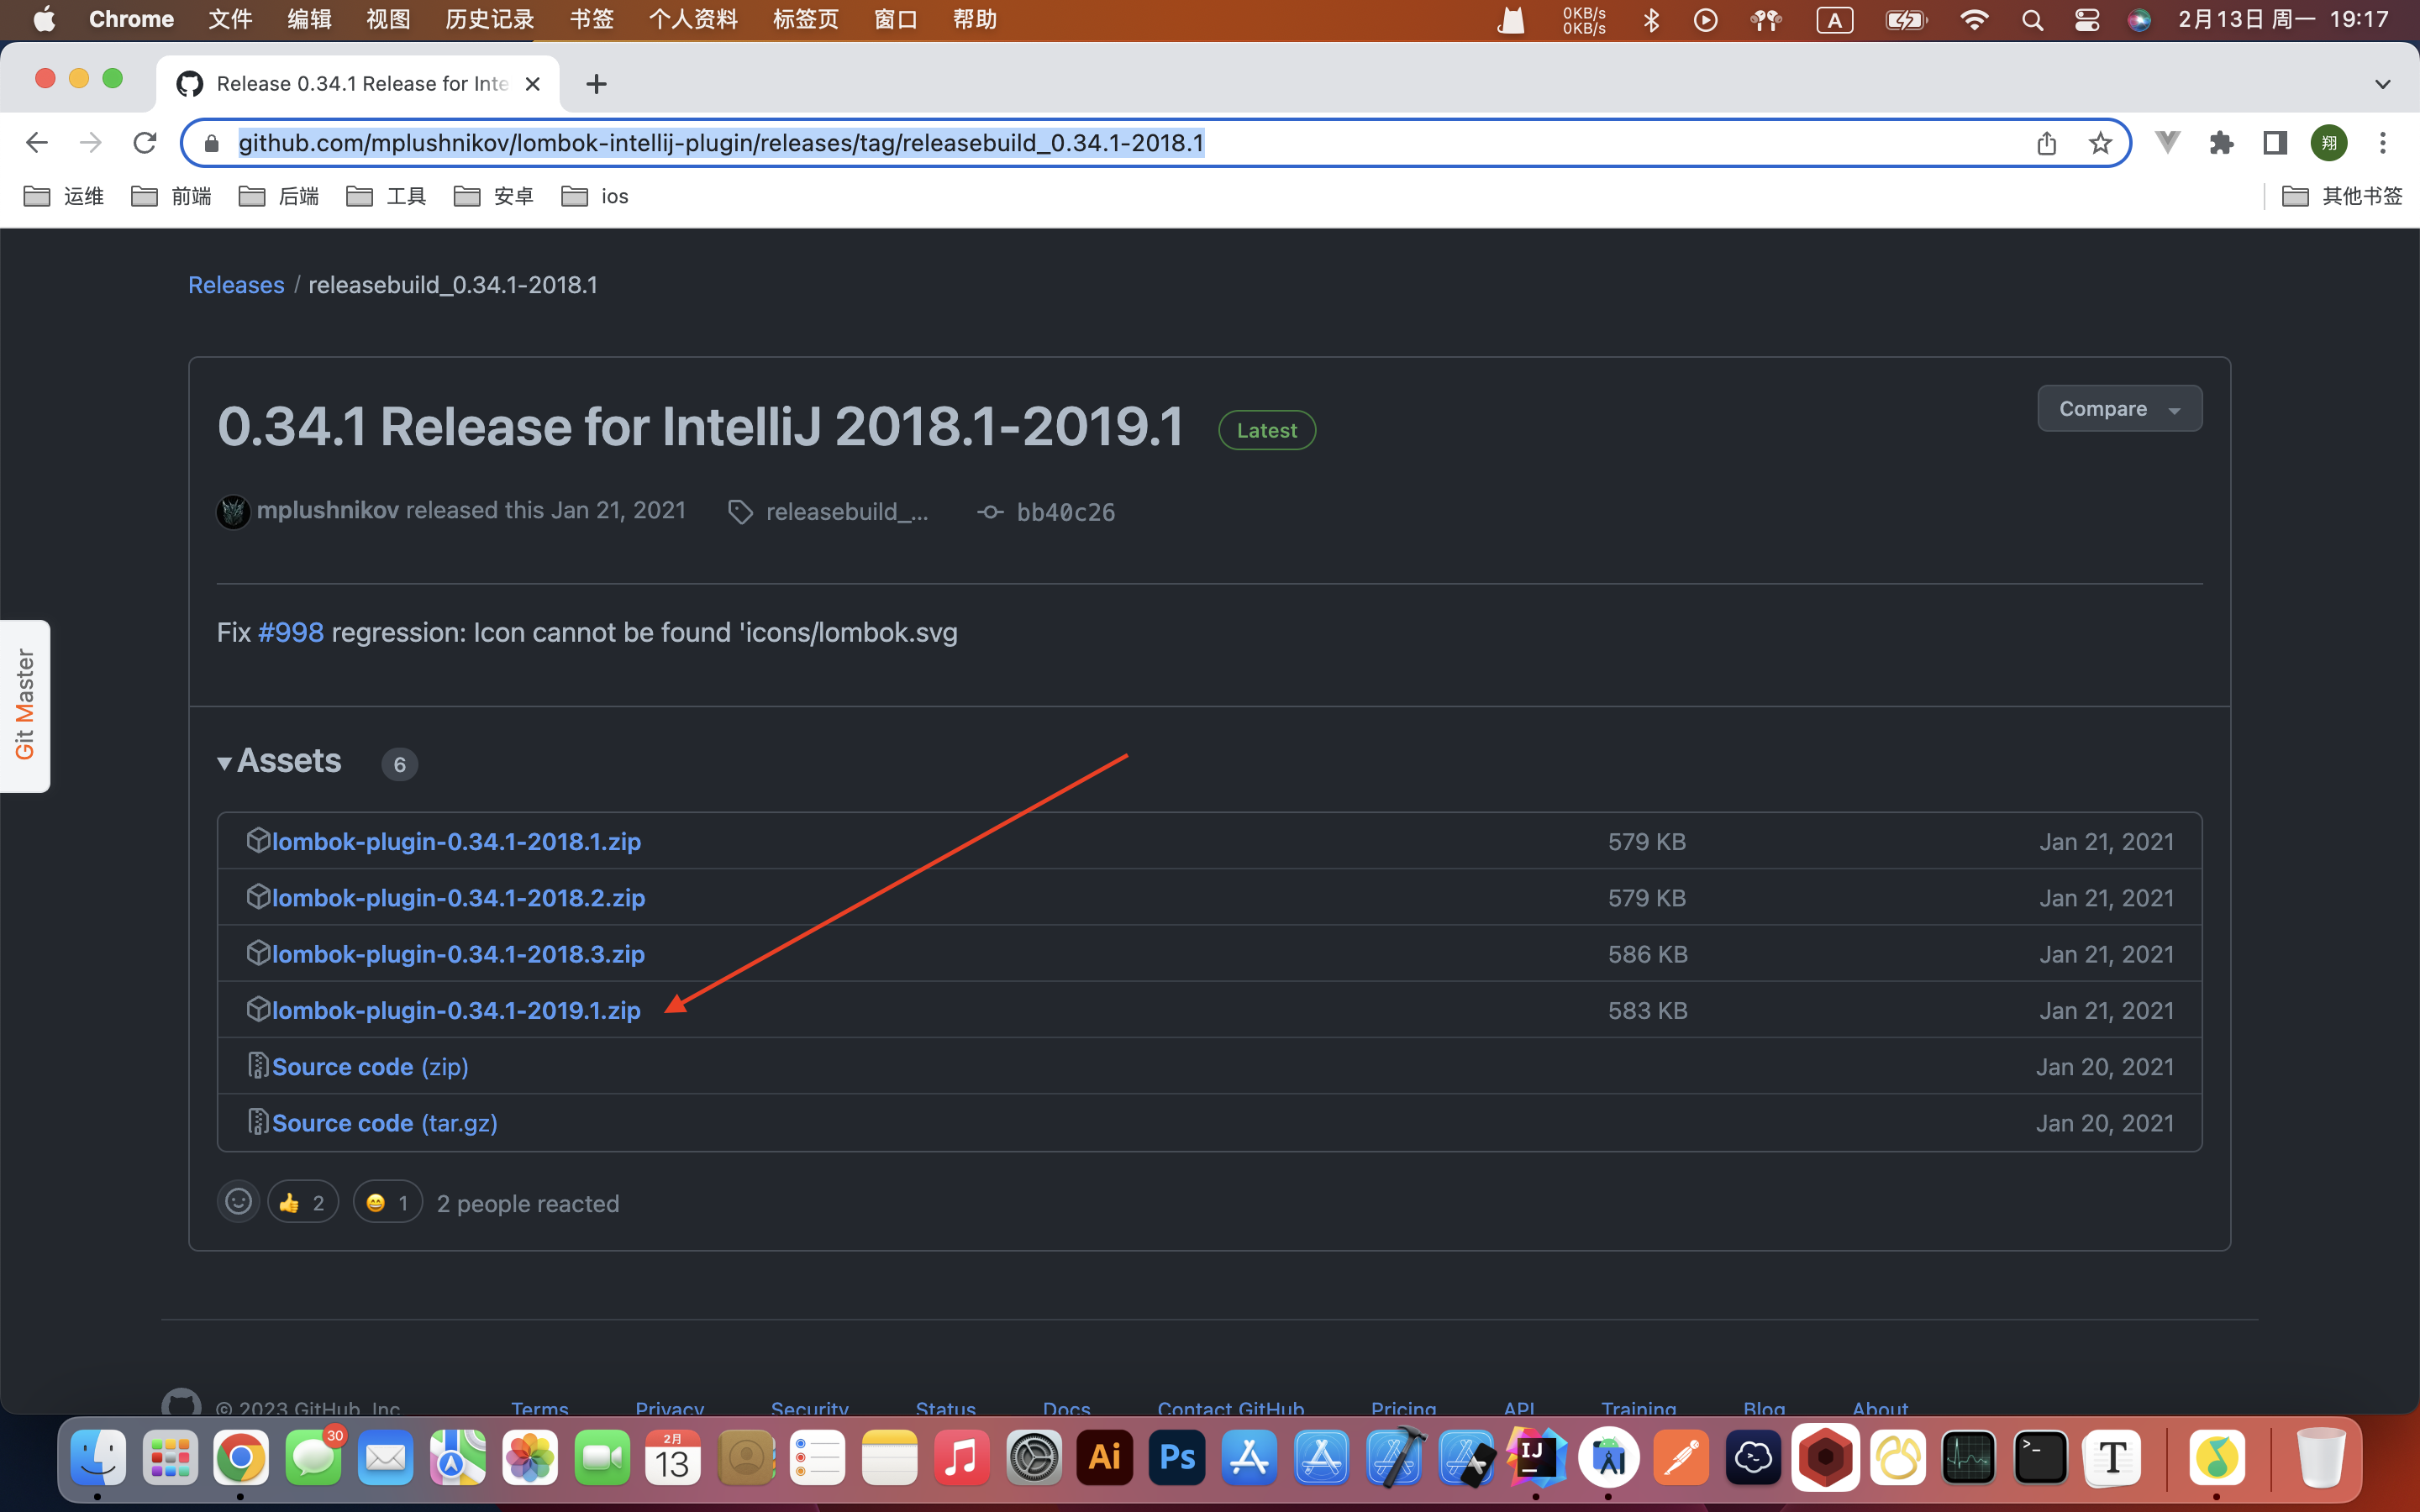 Chrome 文件 编辑 视图 历史记录 书签 个人资料 标签页 窗口 帮助 0KB/s 0KB/s A 2月13日 周一 19:17
Release 0.34.1 Release for Inte
github.com/mplushnikov/lombok-intellij-plugin/releases/tag/releasebuild_0.34.1-2018.1 翔
运维 前端 后端 工具 安卓 ios 其他书签
Releases / releasebuild_0.34.1-2018.1
0.34.1 Release for IntelliJ 2018.1-2019.1 Latest Compare
mplushnikov released this Jan 21, 2021 releasebuild_... bb40c26
Fix #998 regression: Icon cannot be found 'icons/lombok.svg
Git Master
Assets 6
lombok-plugin-0.34.1-2018.1.zip 579 KB Jan 21, 2021
lombok-plugin-0.34.1-2018.2.zip 579 KB Jan 21, 2021
lombok-plugin-0.34.1-2018.3.zip 586 KB Jan 21, 2021
lombok-plugin-0.34.1-2019.1.zip 583 KB Jan 21, 2021
Source code (zip) Jan 20, 2021
Source code (tar.gz) Jan 20, 2021
👍 2 😄 1 2 people reacted
© 2023 GitHub, Inc. Terms Privacy Security Status Docs Contact GitHub Pricing API Training Blog About
30 2月 13 Ai Ps IJ >_ T